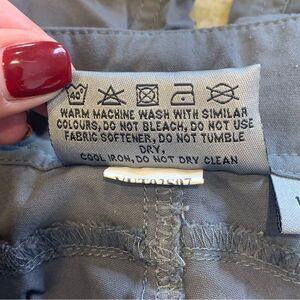 40°
WARM MACHINE WASH WITH SIMILAR
COLOURS, DO NOT BLEACH, DO NOT USE
FABRIC SOFTENER, DO NOT TUMBLE
DRY,
COOL IRON, DO NOT DRY CLEAN